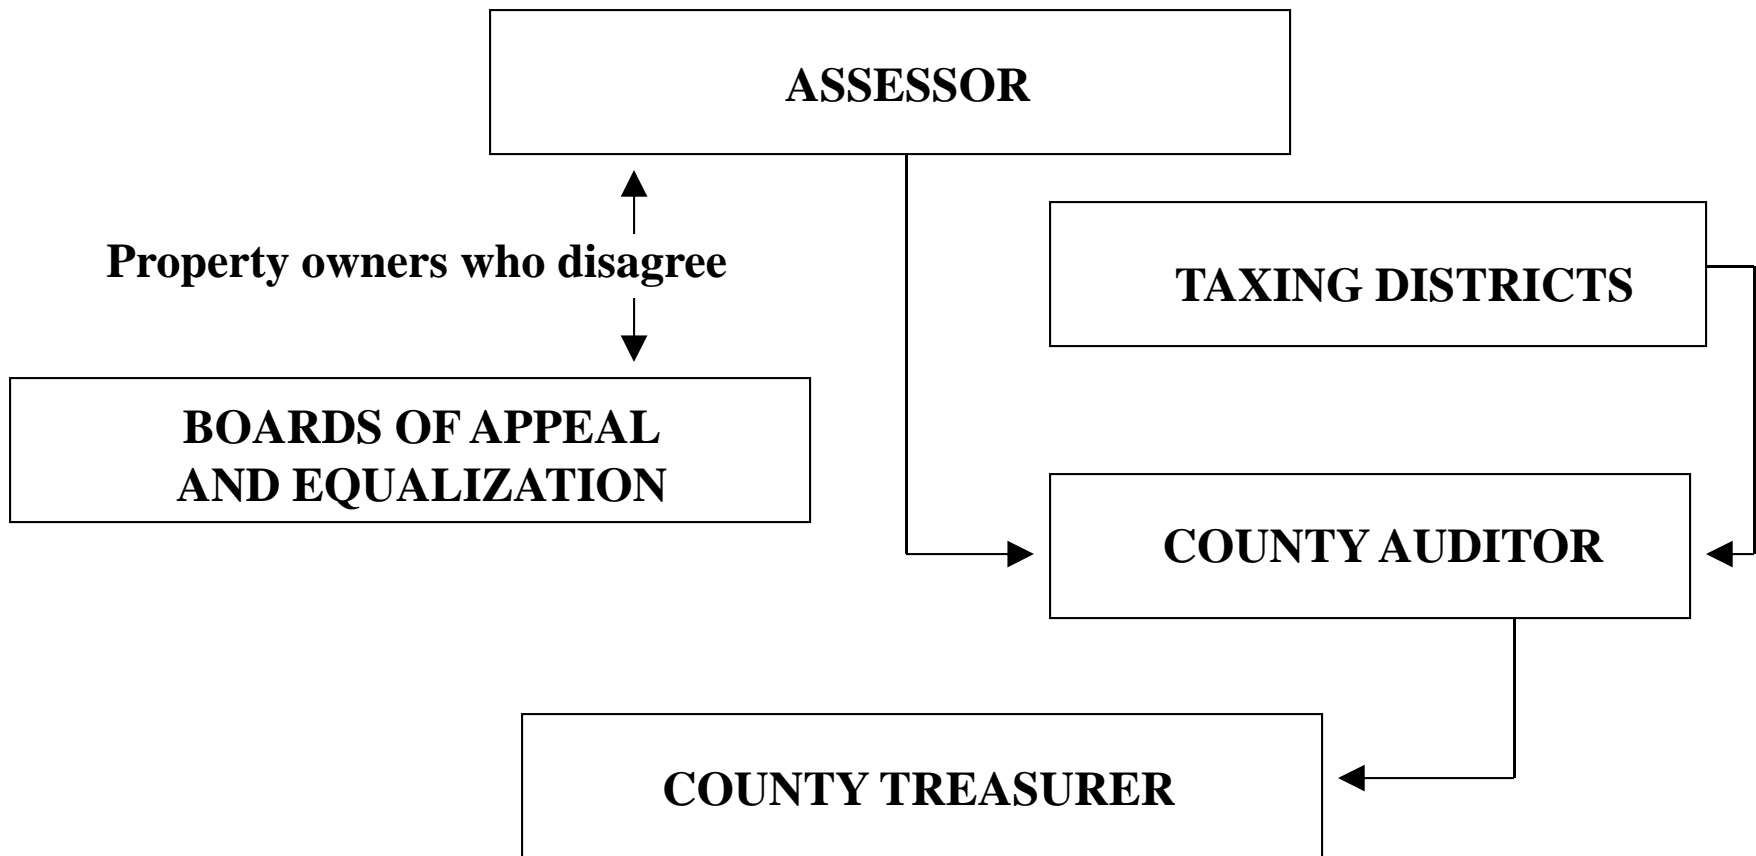 ASSESSOR
Property owners who disagree
TAXING DISTRICTS
BOARDS OF APPEAL
AND EQUALIZATION
COUNTY AUDITOR
COUNTY TREASURER